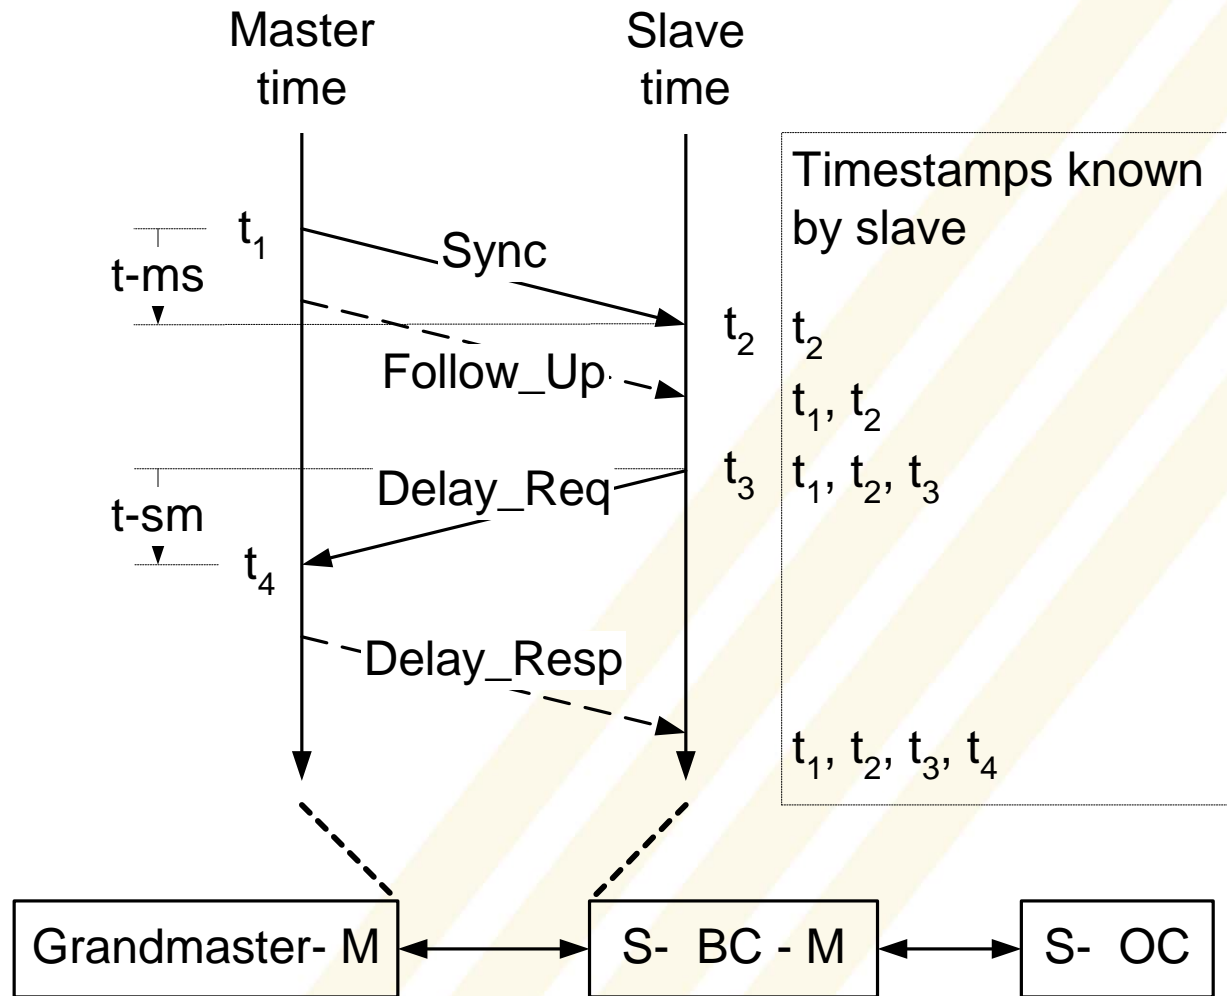 Master
time
Slave
time
Timestamps known
by slave
t1
Sync
t-ms
t2
t2
Follow_Up
t1, t2
Delay_Req
t3
t1, t2, t3
t-sm
t4
Delay_Resp
t1, t2, t3, t4
Grandmaster- M
S- BC - M
S- OC